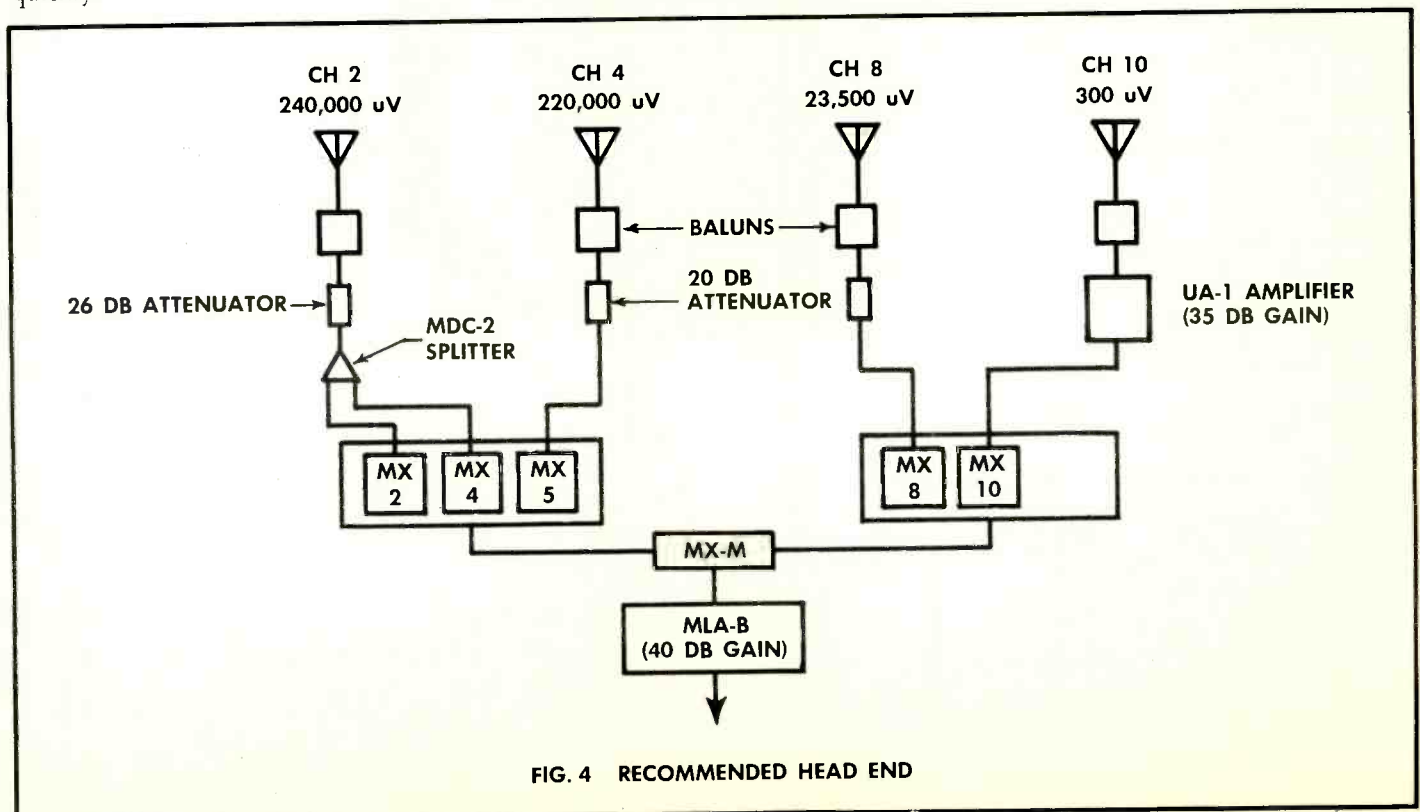 CH 2
240,000 uV
CH 4
220,000 uV
CH 8
23,500 uV
CH 10
300 uV
BALUNS
26 DB ATTENUATOR
20 DB
ATTENUATOR
UA-1 AMPLIFIER
(35 DB GAIN)
MDC-2
SPLITTER
MX
2
MX
4
MX
5
MX
8
MX
10
MX-M
MLA-B
(40 DB GAIN)
FIG. 4 RECOMMENDED HEAD END